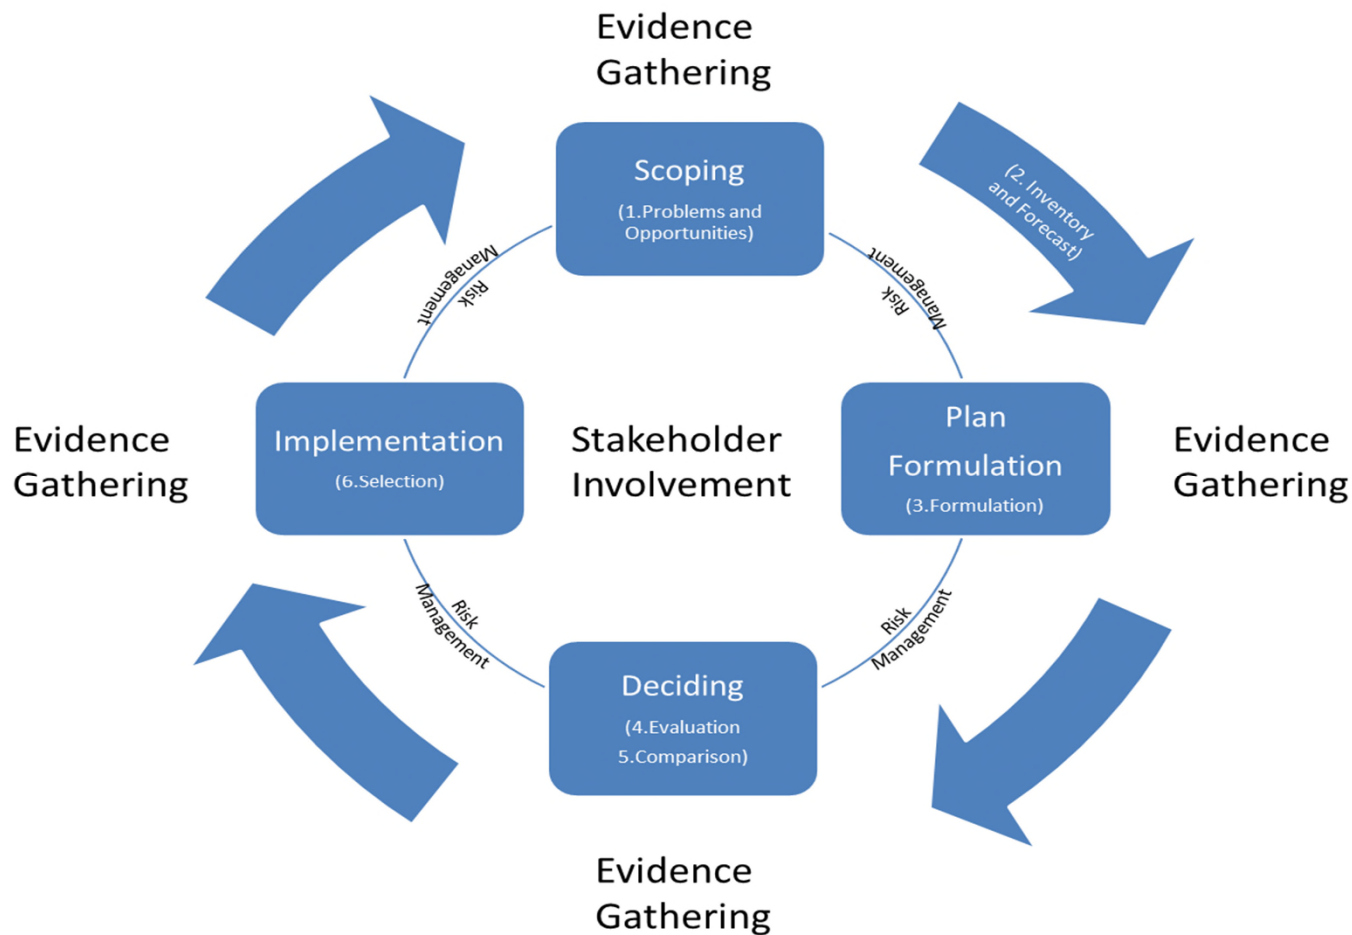 Evidence
Gathering
Scoping
(1.Problems and
Opportunities)
(2. Inventory
and Forecast)
Risk
Management
Risk
Management
Evidence
Gathering
Implementation
(6.Selection)
Stakeholder
Involvement
Plan
Formulation
(3.Formulation)
Evidence
Gathering
Risk
Management
Risk
Management
Deciding
(4.Evaluation
5.Comparison)
Evidence
Gathering